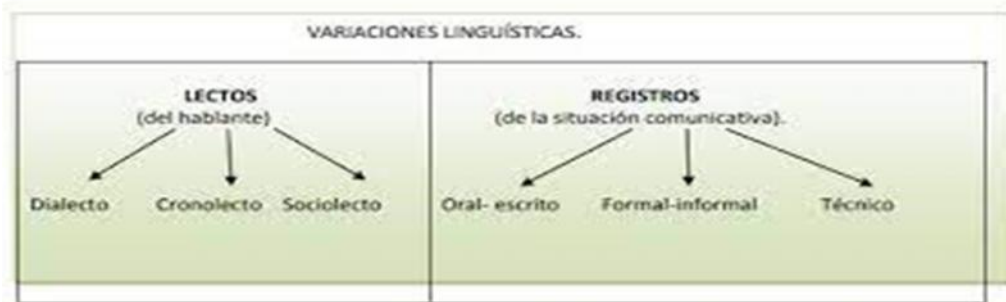 VARIACIONES LINGUÍSTICAS.
LECTOS
(del hablante)
Dialecto Cronolecto Sociolecto
REGISTROS
(de la situación comunicativa).
Oral- escrito Formal-informal Técnico